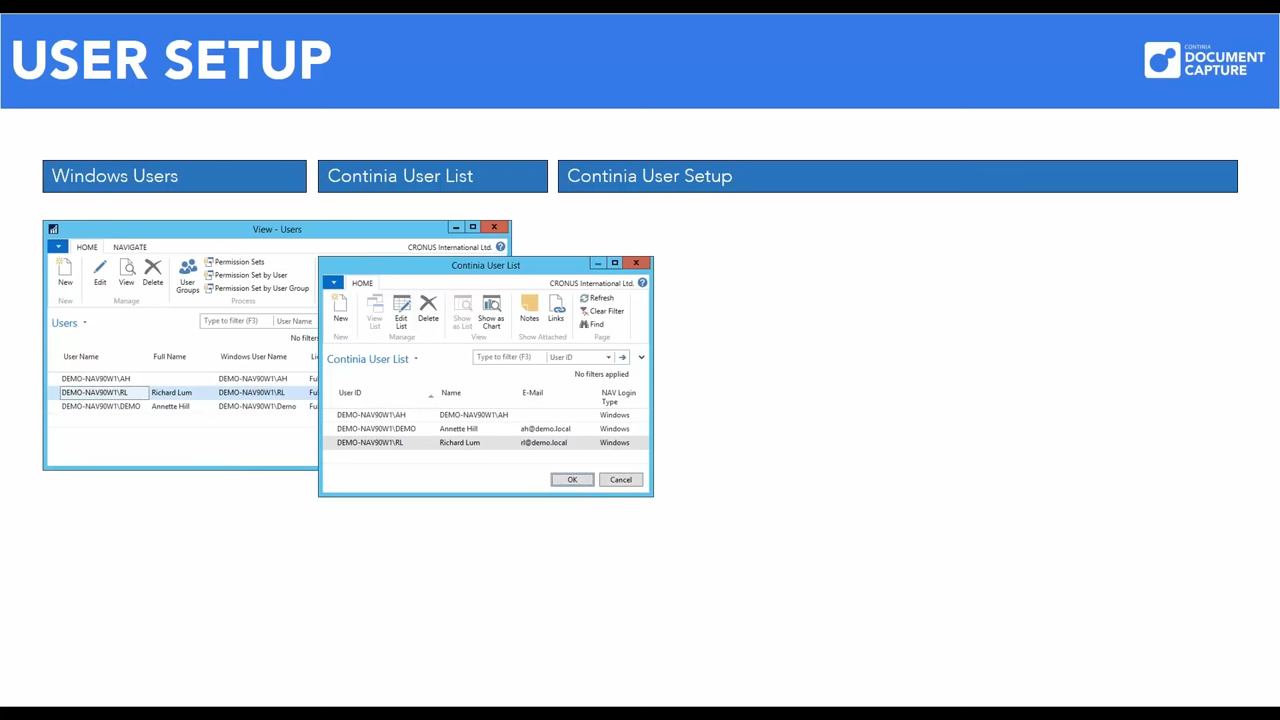 USER SETUP
CONTINIA
DOCUMENT
CAPTURE
Windows Users
Continia User List
Continia User Setup
View - Users
HOME NAVIGATE CRONUS International Ltd.
New Edit View Delete User Groups Permission Sets
Permission Set by User
Permission Set by User Group
New Manage Process
Users Type to filter (F3) User Name
No filters
User Name Full Name Windows User Name
DEMO-NAV90W1\AH DEMO-NAV90W1\AH
DEMO-NAV90W1\RL Richard Lum DEMO-NAV90W1\RL
DEMO-NAV90W1\DEMO Annette Hill DEMO-NAV90W1\Demo
Continia User List
HOME CRONUS International Ltd.
New View List Edit List Delete Show as List Show as Chart Notes Links Refresh
Clear Filter
Find
New Manage View Show Attached Page
Continia User List Type to filter (F3) User ID
No filters applied
User ID Name E-Mail NAV Login Type
DEMO-NAV90W1\AH DEMO-NAV90W1\AH Windows
DEMO-NAV90W1\DEMO Annette Hill ah@demo.local Windows
DEMO-NAV90W1\RL Richard Lum rl@demo.local Windows
OK Cancel